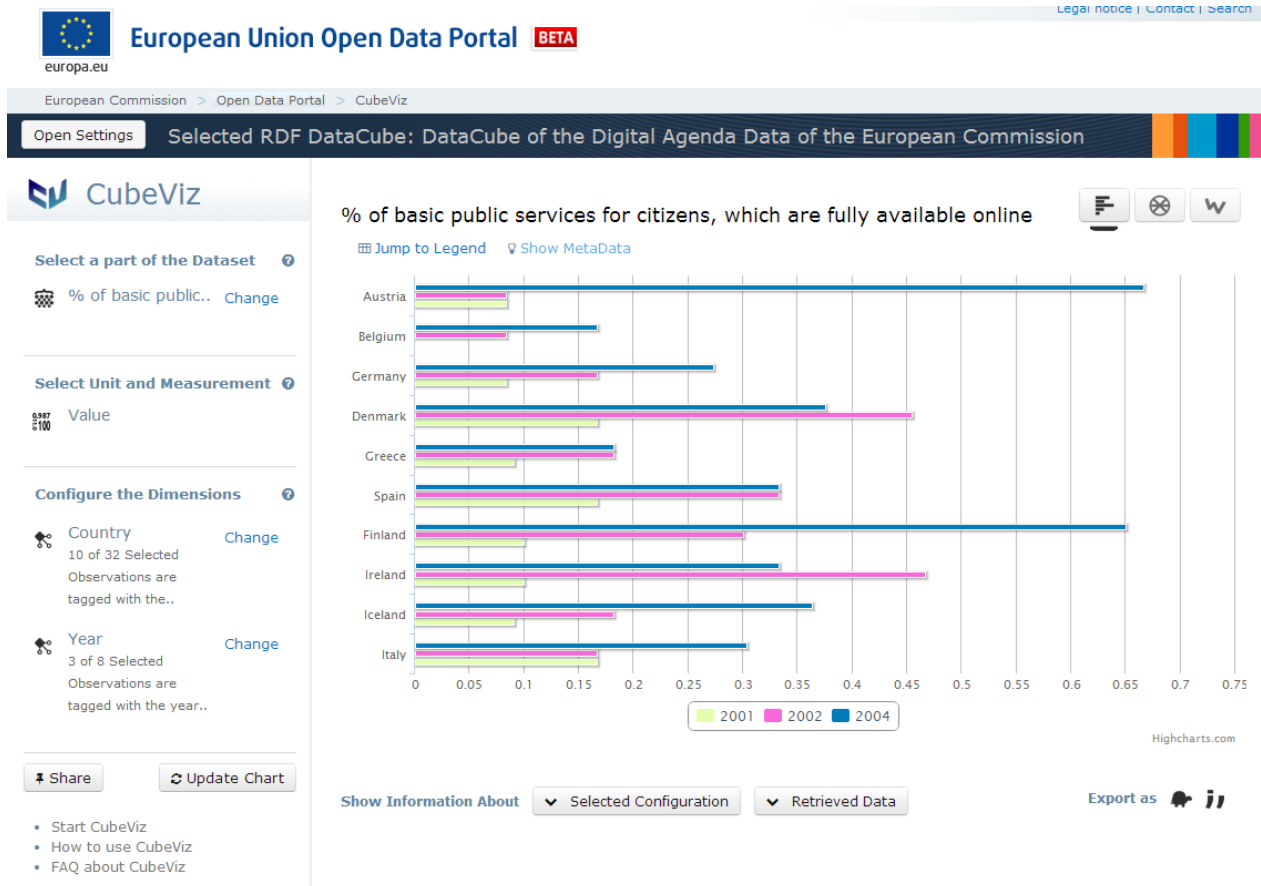 Legal notice | Contact | Search
European Union Open Data Portal BETA
europa.eu
European Commission > Open Data Portal > CubeViz
Open Settings Selected RDF DataCube: DataCube of the Digital Agenda Data of the European Commission
CubeViz
Select a part of the Dataset ?
% of basic public.. Change
Select Unit and Measurement ?
Value
Configure the Dimensions ?
Country Change
10 of 32 Selected
Observations are
tagged with the..
Year Change
3 of 8 Selected
Observations are
tagged with the year..
Share Update Chart
• Start CubeViz
• How to use CubeViz
• FAQ about CubeViz
% of basic public services for citizens, which are fully available online
Jump to Legend Show MetaData
Austria
Belgium
Germany
Denmark
Greece
Spain
Finland
Ireland
Iceland
Italy
0 0.05 0.1 0.15 0.2 0.25 0.3 0.35 0.4 0.45 0.5 0.55 0.6 0.65 0.7 0.75
2001 2002 2004
Highcharts.com
Show Information About Selected Configuration Retrieved Data Export as